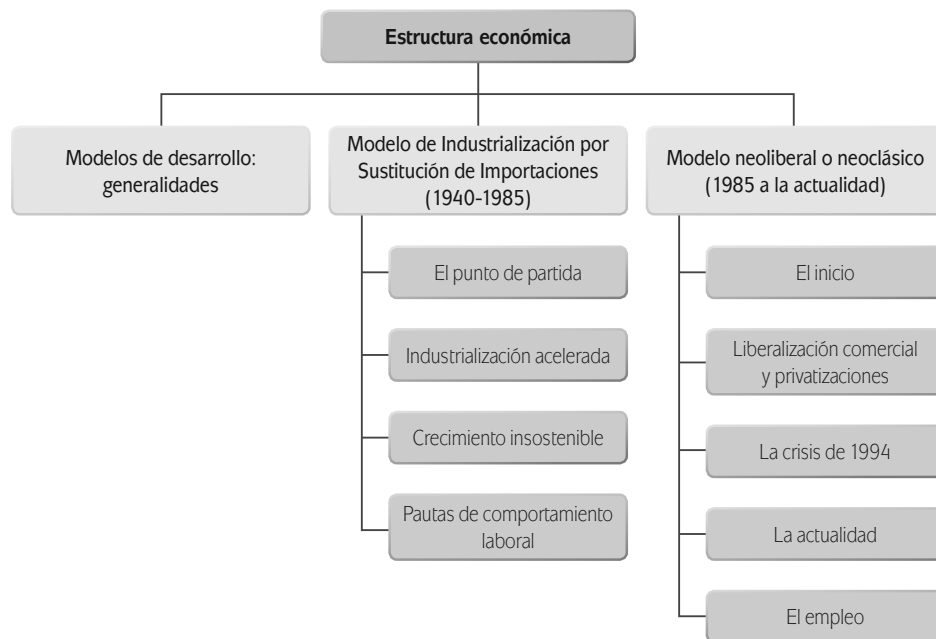 Estructura económica
Modelos de desarrollo:
generalidades
Modelo de Industrialización por
Sustitución de Importaciones
(1940-1985)
El punto de partida
Industrialización acelerada
Crecimiento insostenible
Pautas de comportamiento
laboral
Modelo neoliberal o neoclásico
(1985 a la actualidad)
El inicio
Liberalización comercial
y privatizaciones
La crisis de 1994
La actualidad
El empleo